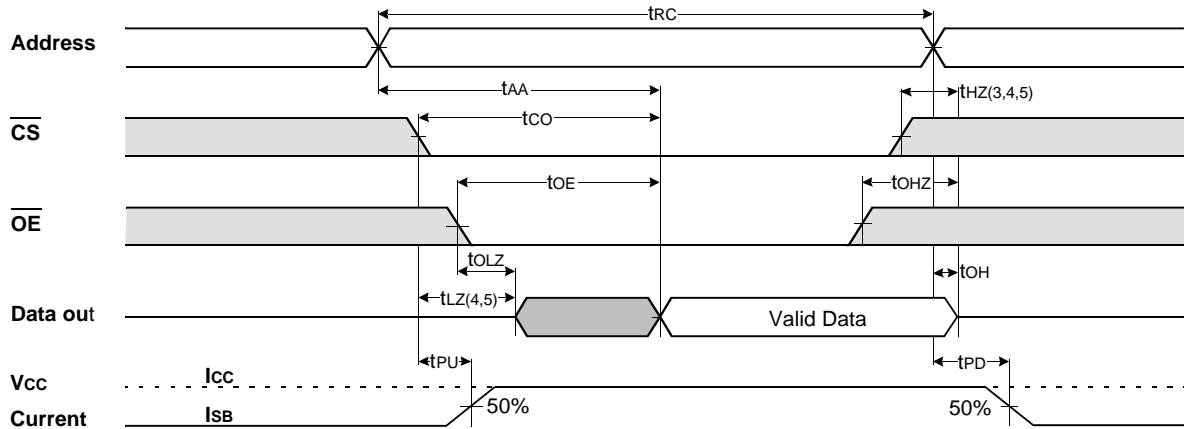 tRC
Address
tAA
tHZ(3,4,5)
CS
tCO
tOE
tOHZ
OE
tOLZ
tOH
tLZ(4,5)
Data out
Valid Data
tPU
tPD
VCC
ICC
50%
50%
Current
ISB